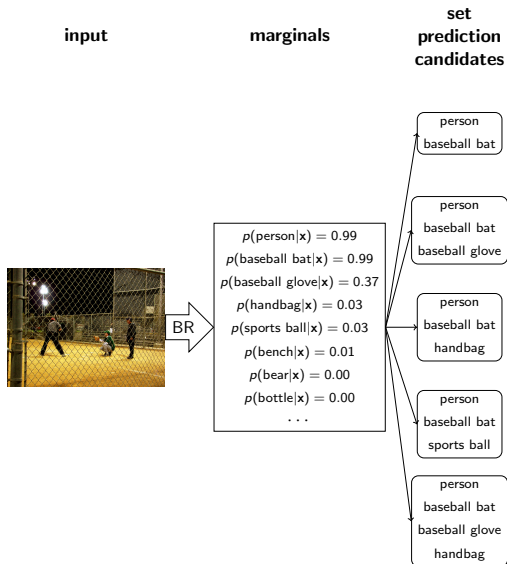 input
marginals
set
prediction
candidates
BR
p(person|x) = 0.99
p(baseball bat|x) = 0.99
p(baseball glove|x) = 0.37
p(handbag|x) = 0.03
p(sports ball|x) = 0.03
p(bench|x) = 0.01
p(bear|x) = 0.00
p(bottle|x) = 0.00
. . .
person
baseball bat
person
baseball bat
baseball glove
person
baseball bat
handbag
person
baseball bat
sports ball
person
baseball bat
baseball glove
handbag